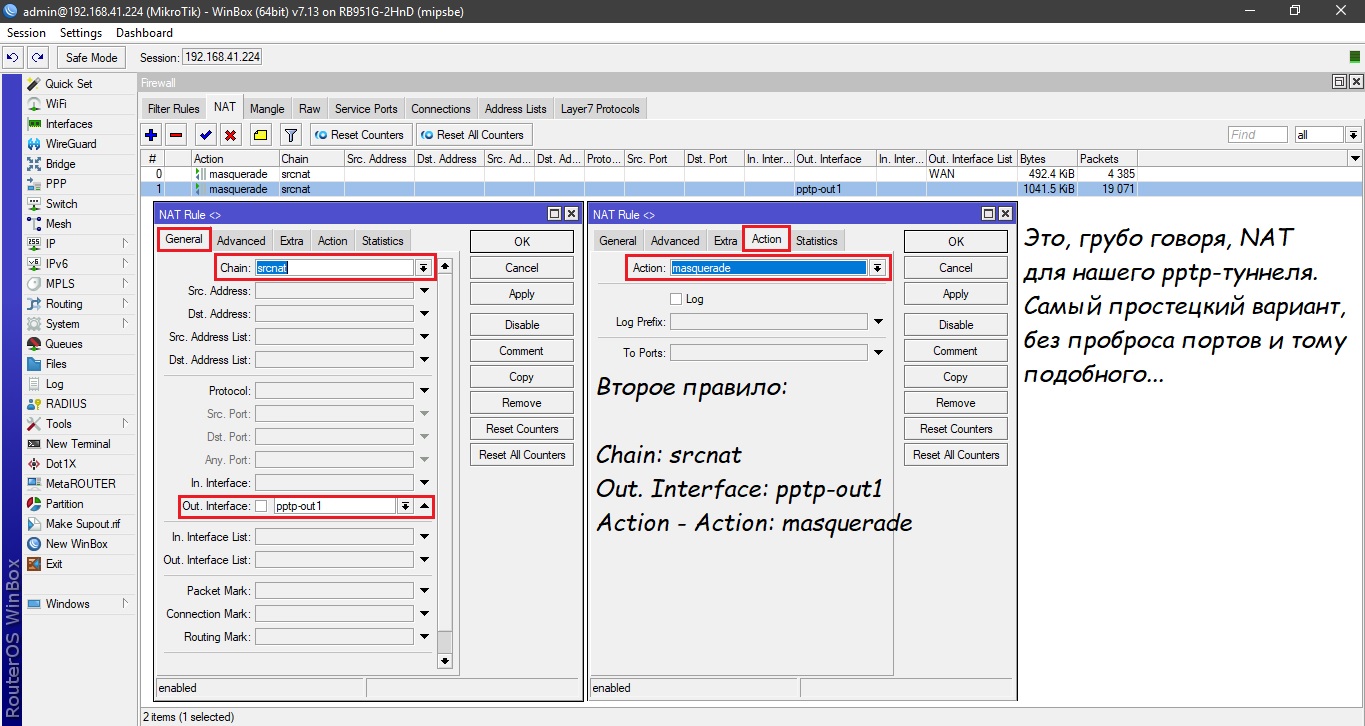 admin@192.168.41.224 (MikroTik) - WinBox (64bit) v7.13 on RB951G-2HnD (mipsbe)
Session Settings Dashboard
Safe Mode Session: 192.168.41.224
RouterOS WinBox
Quick Set
WiFi
Interfaces
WireGuard
Bridge
PPP
Switch
Mesh
IP
IPv6
MPLS
Routing
System
Queues
Files
Log
RADIUS
Tools
New Terminal
Dot1X
MetaROUTER
Partition
Make Supout.rif
New WinBox
Exit
Windows
Firewall
Filter Rules NAT Mangle Raw Service Ports Connections Address Lists Layer7 Protocols
Reset Counters Reset All Counters Find all
# Action Chain Src. Address Dst. Address Src. Ad... Dst. Ad... Proto... Src. Port Dst. Port In. Inter... Out. Interface In. Inter... Out. Interface List Bytes Packets
0 masquerade srcnat WAN 492.4 KiB 4 385
1 masquerade srcnat pptp-out1 1041.5 KiB 19 071
NAT Rule <>
General Advanced Extra Action Statistics
Chain: srcnat
Src. Address:
Dst. Address:
Src. Address List:
Dst. Address List:
Protocol:
Src. Port:
Dst. Port:
Any. Port:
In. Interface:
Out. Interface: pptp-out1
In. Interface List:
Out. Interface List:
Packet Mark:
Connection Mark:
Routing Mark:
OK
Cancel
Apply
Disable
Comment
Copy
Remove
Reset Counters
Reset All Counters
enabled
NAT Rule <>
General Advanced Extra Action Statistics
Action: masquerade
Log
Log Prefix:
To Ports:
Второе правило:
Chain: srcnat
Out. Interface: pptp-out1
Action - Action: masquerade
OK
Cancel
Apply
Disable
Comment
Copy
Remove
Reset Counters
Reset All Counters
enabled
Это, грубо говоря, NAT
для нашего pptp-туннеля.
Самый простецкий вариант,
без проброса портов и тому
подобного...
2 items (1 selected)